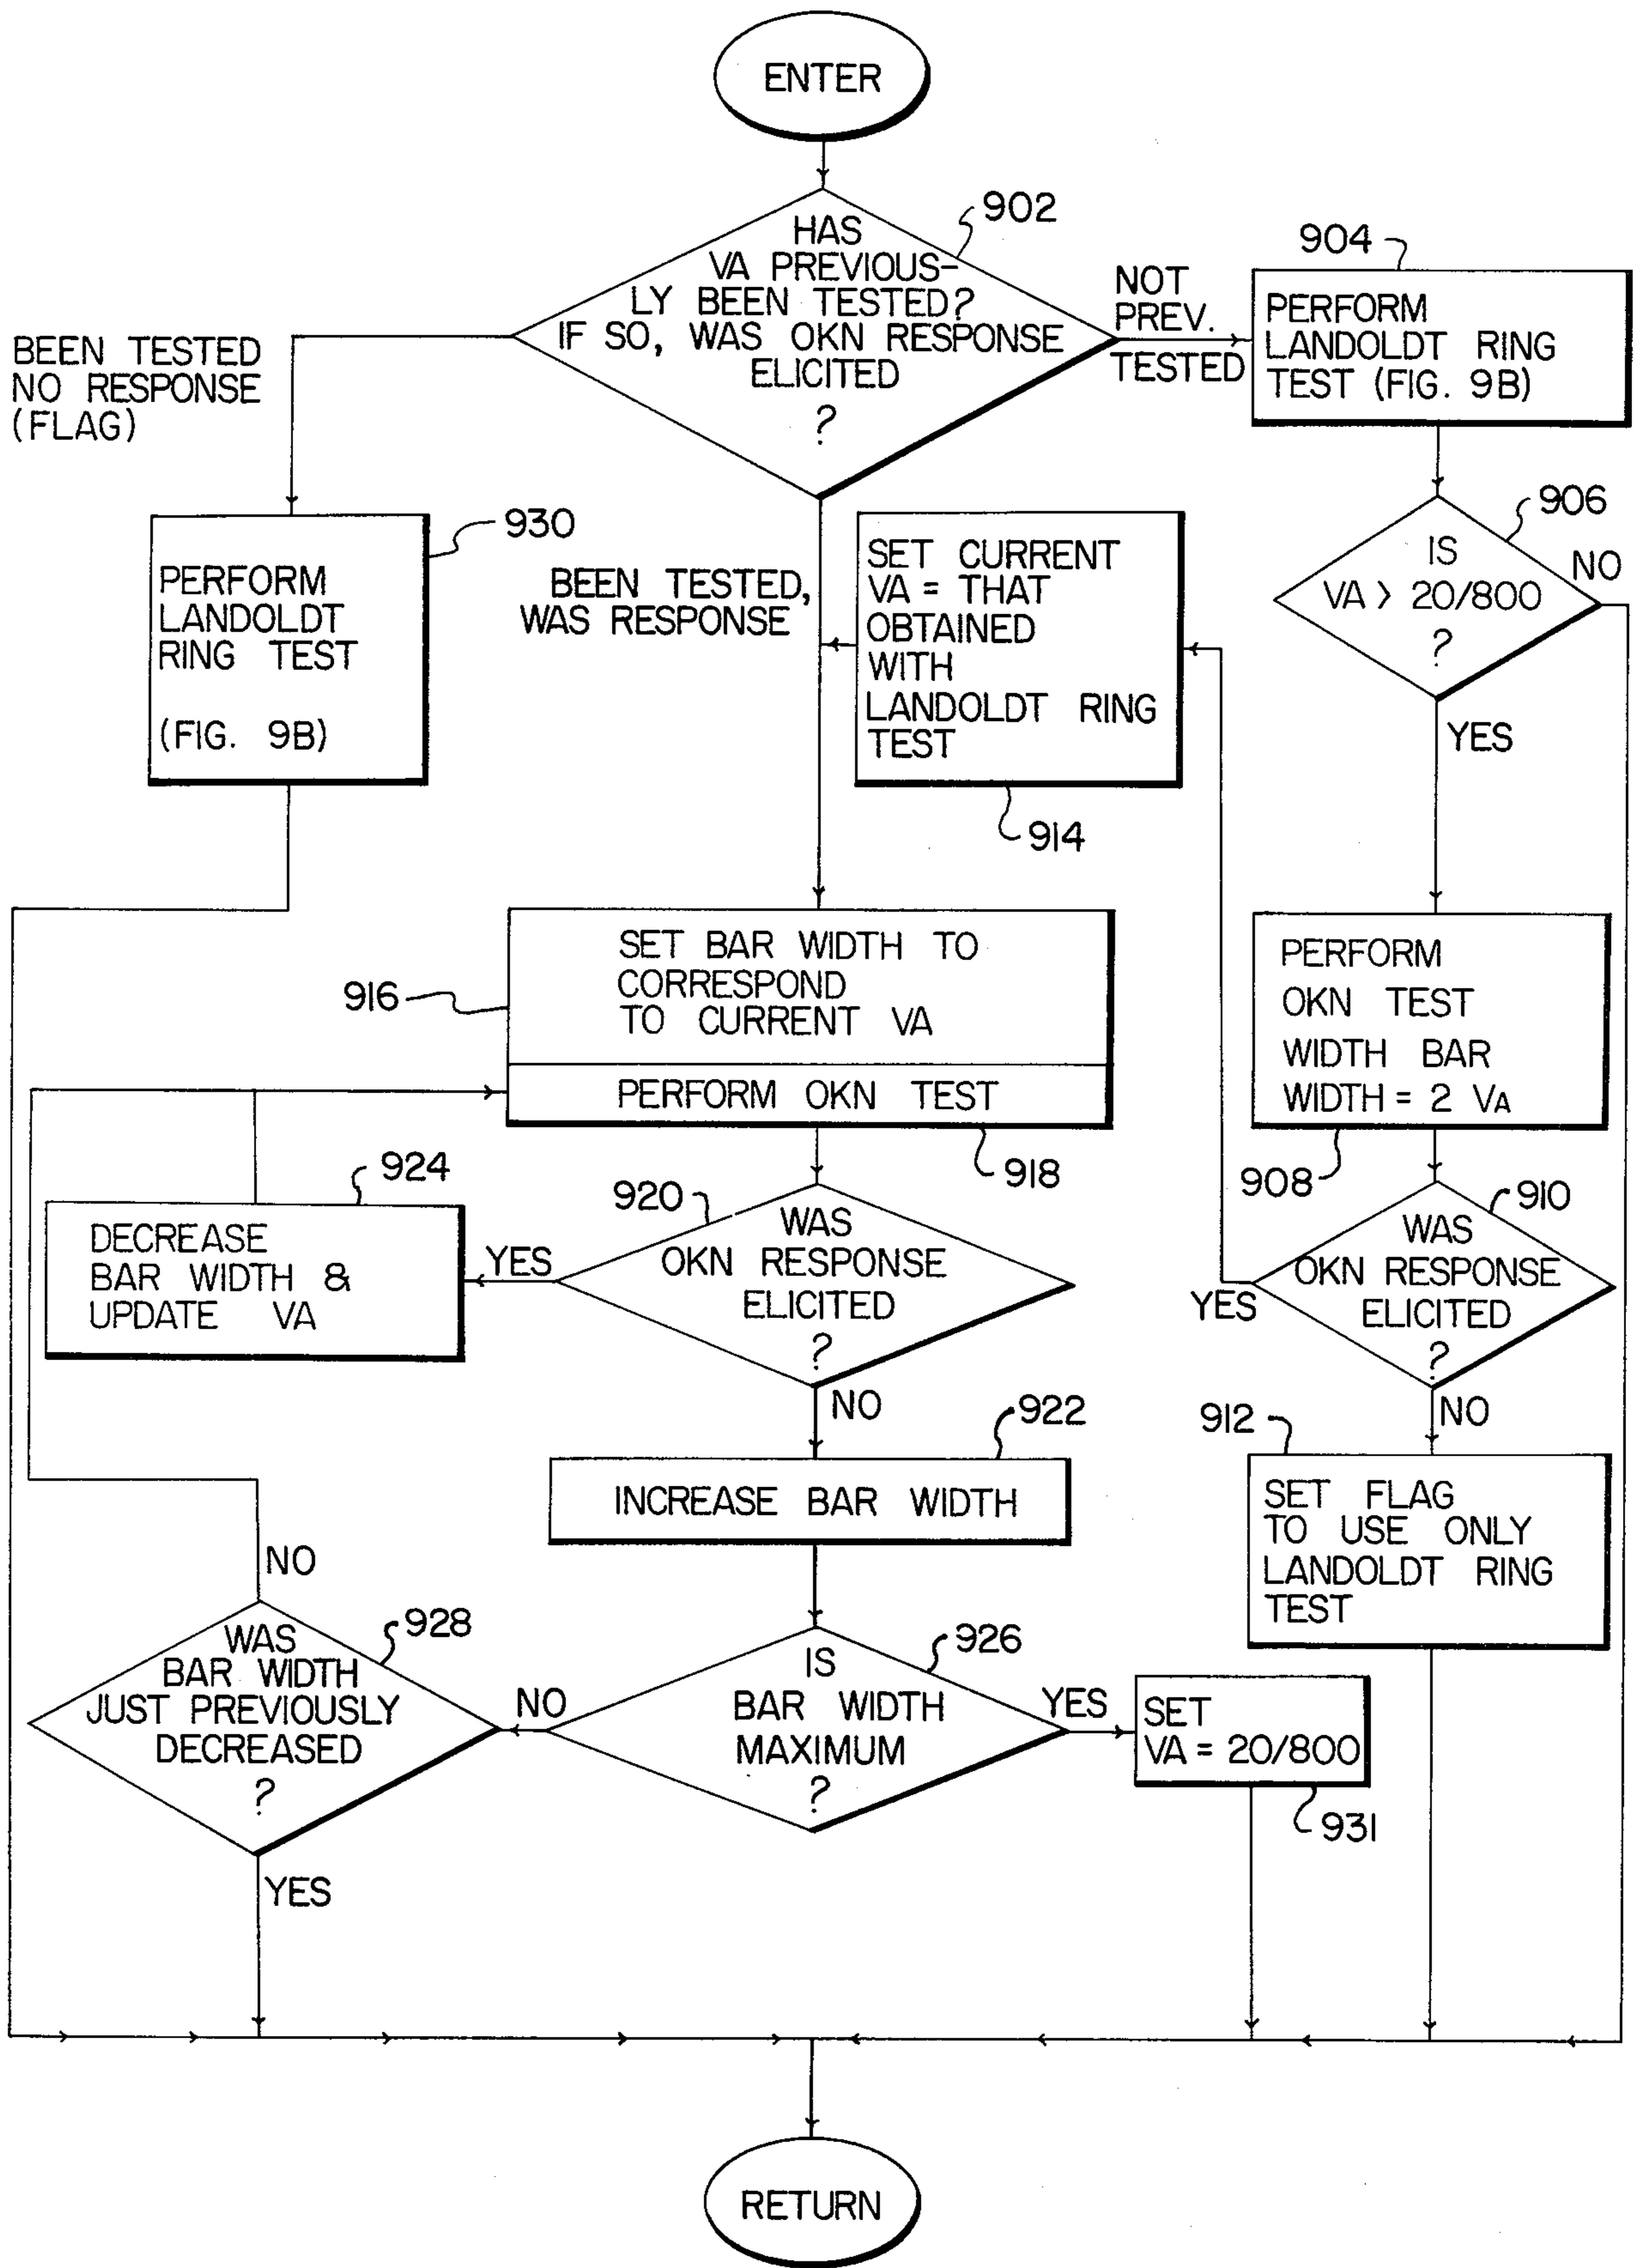 ENTER
902
HAS
VA PREVIOUS-
LY BEEN TESTED?
IF SO, WAS OKN RESPONSE
ELICITED
?
NOT
PREV.
TESTED
904
PERFORM
LANDOLDT RING
TEST (FIG. 9B)
BEEN TESTED
NO RESPONSE
(FLAG)
930
PERFORM
LANDOLDT
RING TEST
(FIG. 9B)
BEEN TESTED,
WAS RESPONSE
SET CURRENT
VA = THAT
OBTAINED
WITH
LANDOLDT RING
TEST
914
906
IS
VA > 20/800
?
NO
YES
916
SET BAR WIDTH TO
CORRESPOND
TO CURRENT VA
PERFORM OKN TEST
918
PERFORM
OKN TEST
WIDTH BAR
WIDTH = 2 VA
908
924
DECREASE
BAR WIDTH &
UPDATE VA
YES
920
WAS
OKN RESPONSE
ELICITED
?
NO
910
WAS
OKN RESPONSE
ELICITED
?
YES
NO
922
INCREASE BAR WIDTH
912
SET FLAG
TO USE ONLY
LANDOLDT RING
TEST
NO
928
WAS
BAR WIDTH
JUST PREVIOUSLY
DECREASED
?
YES
NO
926
IS
BAR WIDTH
MAXIMUM
?
YES
SET
VA = 20/800
931
RETURN